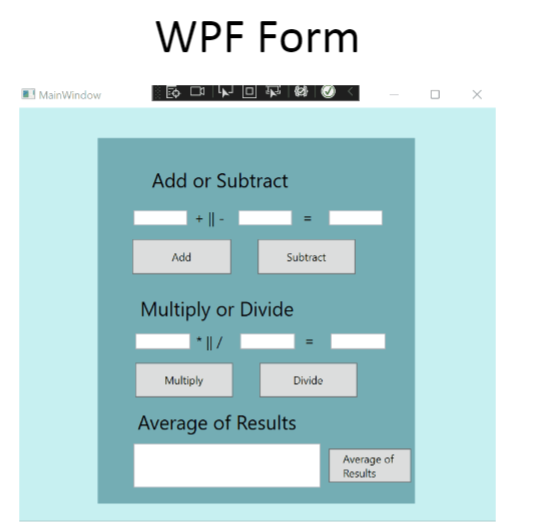 WPF Form
MainWindow
Add or Subtract
+ || - =
Add Subtract
Multiply or Divide
* || / =
Multiply Divide
Average of Results
Average of
Results